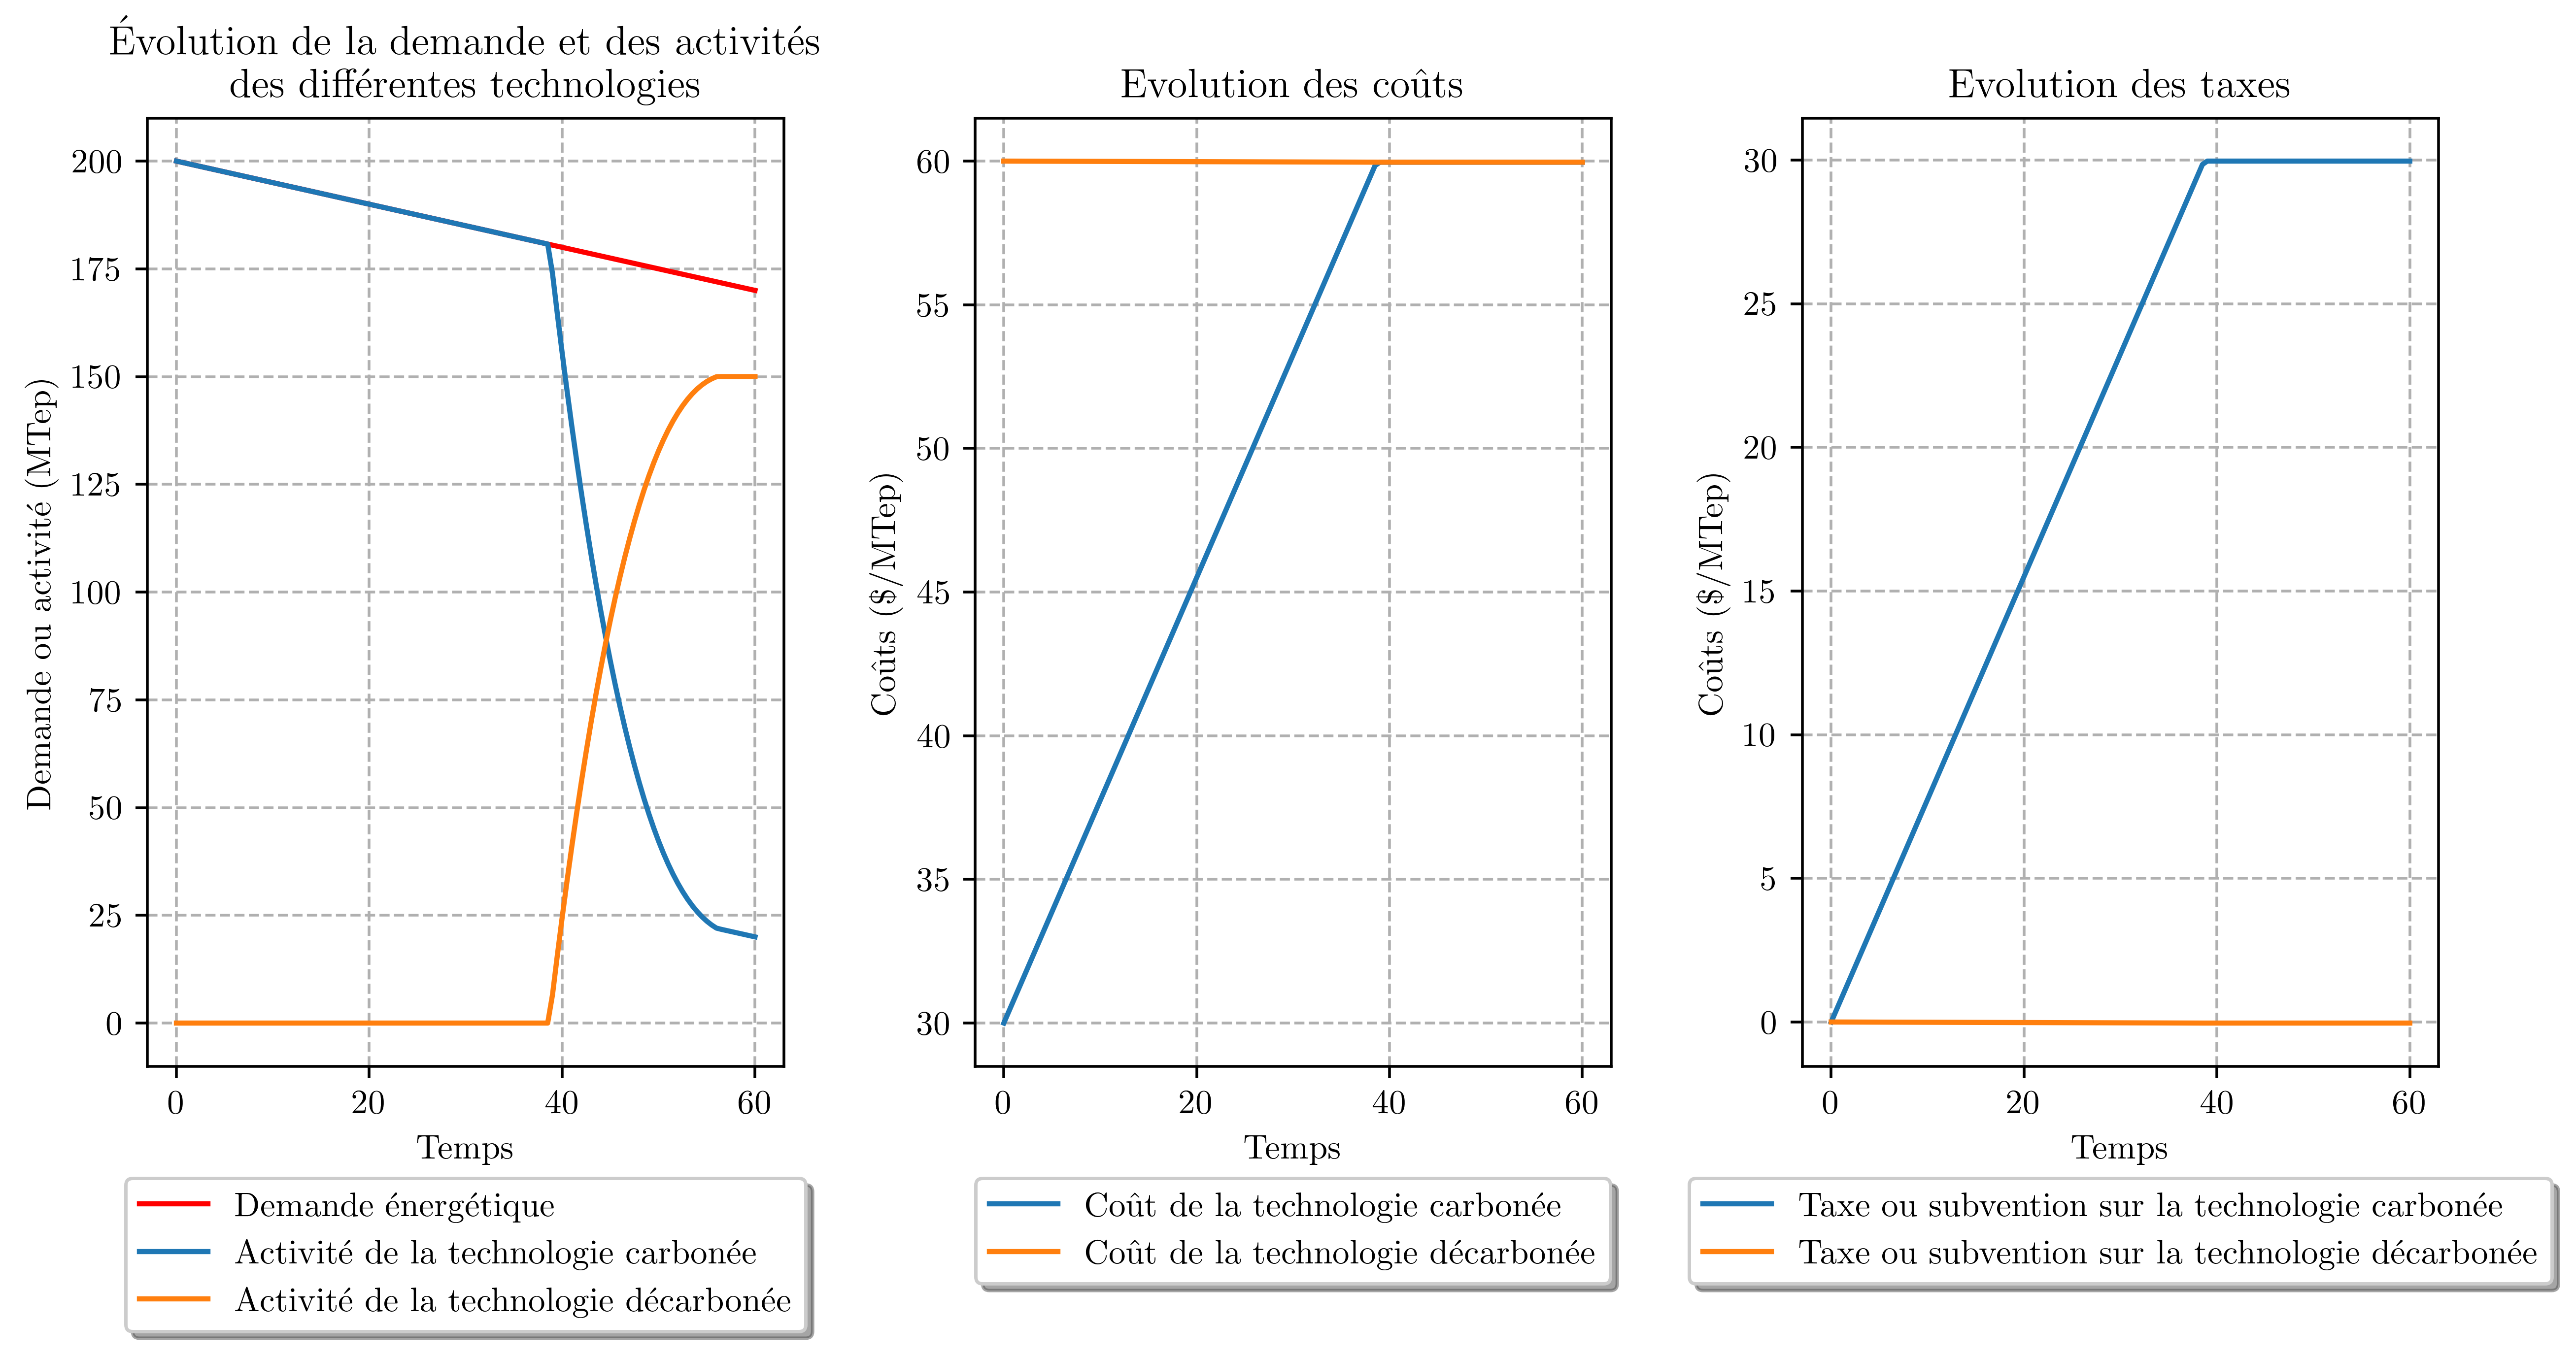 Évolution de la demande et des activités
des différentes technologies
Demande ou activité (MTep)
200
175
150
125
100
75
50
25
0
0 20 40 60
Temps
Demande énergétique
Activité de la technologie carbonée
Activité de la technologie décarbonée
Evolution des coûts
Coûts ($/MTep)
60
55
50
45
40
35
30
0 20 40 60
Temps
Coût de la technologie carbonée
Coût de la technologie décarbonée
Evolution des taxes
Coûts ($/MTep)
30
25
20
15
10
5
0
0 20 40 60
Temps
Taxe ou subvention sur la technologie carbonée
Taxe ou subvention sur la technologie décarbonée